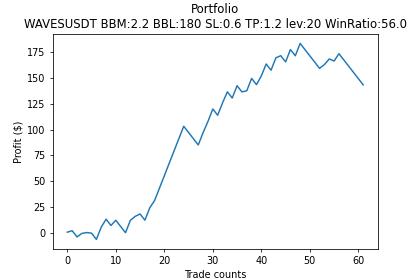 Portfolio
WAVESUSDT BBM:2.2 BBL:180 SL:0.6 TP:1.2 lev:20 WinRatio:56.0
175
150
125
100
75
50
25
0
Profit ($)
0 10 20 30 40 50 60
Trade counts